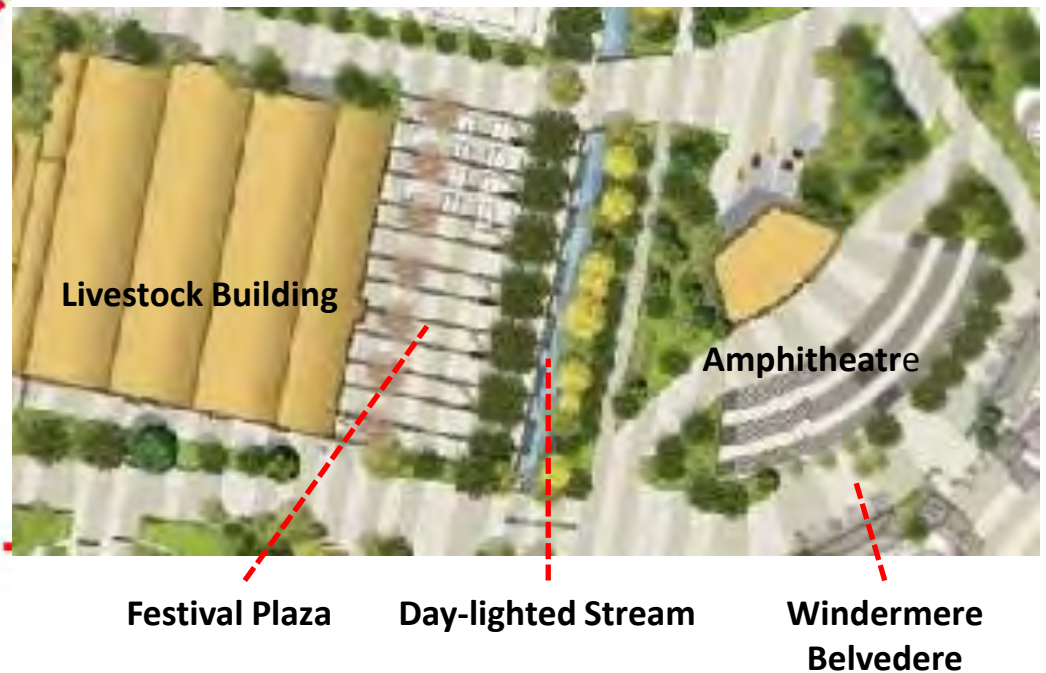 Livestock Building
Amphitheatre
Festival Plaza
Day-lighted Stream
Windermere
Belvedere